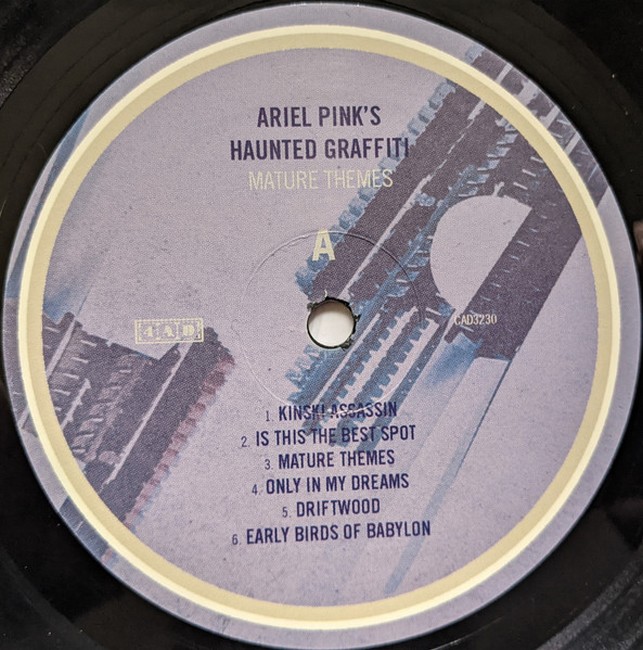 ARIEL PINK'S
HAUNTED GRAFFITI
MATURE THEMES
A
4AD
CAD3230
1. KINSKI ASSASSIN
2. IS THIS THE BEST SPOT
3. MATURE THEMES
4. ONLY IN MY DREAMS
5. DRIFTWOOD
6. EARLY BIRDS OF BABYLON